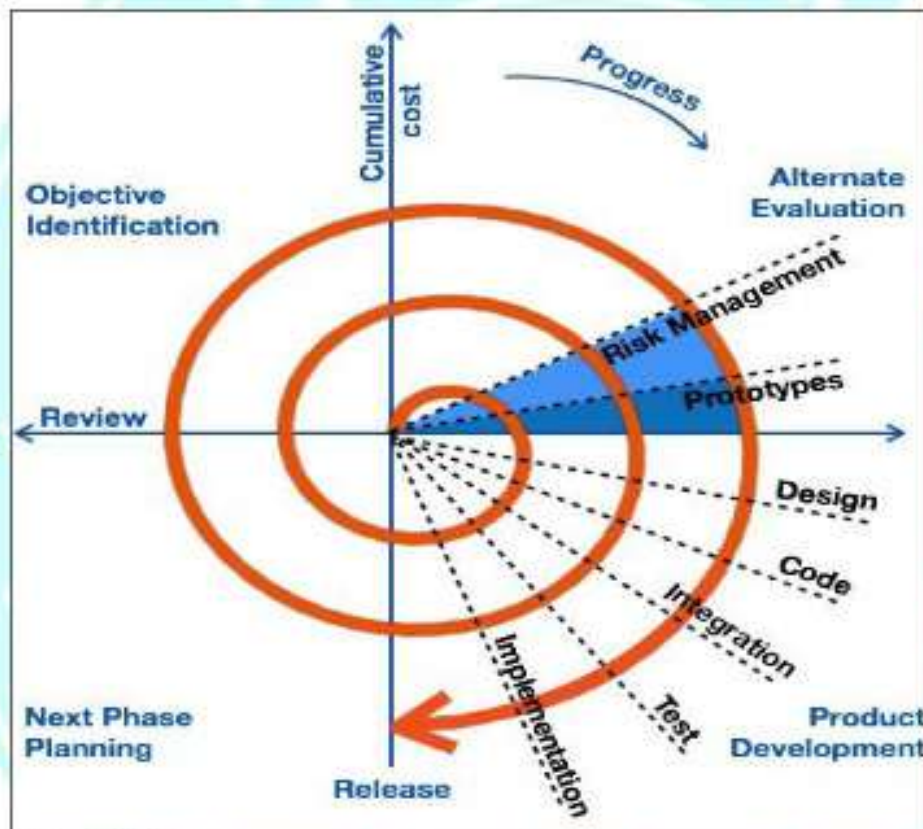 Cumulative
cost
Progress
Objective
Identification
Alternate
Evaluation
Risk Management
Prototypes
Review
Design
Code
Integration
Test
Implementation
Next Phase
Planning
Product
Development
Release